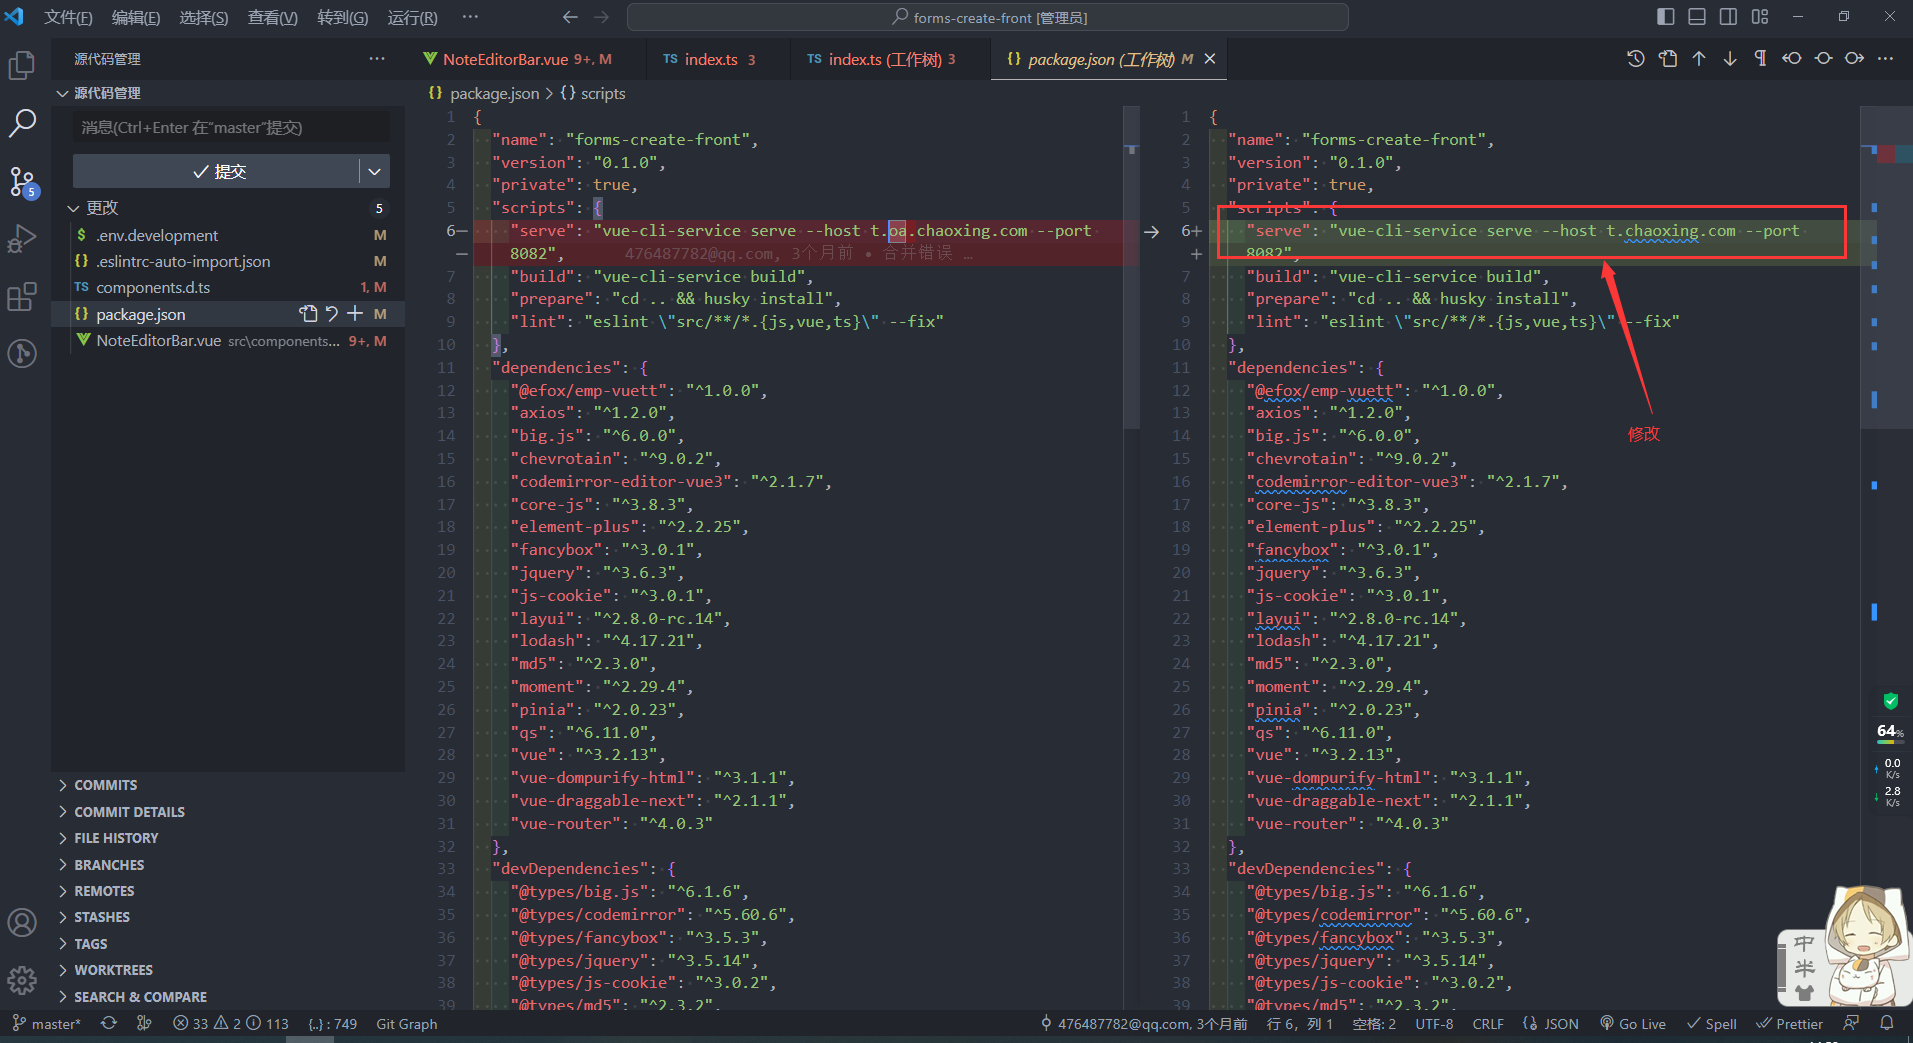 文件(F) 编辑(E) 选择(S) 查看(V) 转到(G) 运行(R) ··· forms-create-front [管理员]
源代码管理 ···
NoteEditorBar.vue 9+, M TS index.ts 3 TS index.ts (工作树) 3 {} package.json (工作树) M
源代码管理
{} package.json > {} scripts
消息(Ctrl+Enter 在"master"提交)
提交
更改 5
$ .env.development M
{} .eslintrc-auto-import.json M
TS components.d.ts 1, M
{} package.json M
NoteEditorBar.vue src\components... 9+, M
5
COMMITS
COMMIT DETAILS
FILE HISTORY
BRANCHES
REMOTES
STASHES
TAGS
WORKTREES
SEARCH & COMPARE
1 {
2 "name": "forms-create-front",
3 "version": "0.1.0",
4 "private": true,
5 "scripts": {
6 "serve": "vue-cli-service serve --host t.oa.chaoxing.com --port
8082", 476487782@qq.com, 3个月前 • 合并错误 …
7 "build": "vue-cli-service build",
8 "prepare": "cd .. && husky install",
9 "lint": "eslint \"src/**/*.{js,vue,ts}\" --fix"
10 },
11 "dependencies": {
12 "@efox/emp-vuett": "^1.0.0",
13 "axios": "^1.2.0",
14 "big.js": "^6.0.0",
15 "chevrotain": "^9.0.2",
16 "codemirror-editor-vue3": "^2.1.7",
17 "core-js": "^3.8.3",
18 "element-plus": "^2.2.25",
19 "fancybox": "^3.0.1",
20 "jquery": "^3.6.3",
21 "js-cookie": "^3.0.1",
22 "layui": "^2.8.0-rc.14",
23 "lodash": "^4.17.21",
24 "md5": "^2.3.0",
25 "moment": "^2.29.4",
26 "pinia": "^2.0.23",
27 "qs": "^6.11.0",
28 "vue": "^3.2.13",
29 "vue-dompurify-html": "^3.1.1",
30 "vue-draggable-next": "^2.1.1",
31 "vue-router": "^4.0.3"
32 },
33 "devDependencies": {
34 "@types/big.js": "^6.1.6",
35 "@types/codemirror": "^5.60.6",
36 "@types/fancybox": "^3.5.3",
37 "@types/jquery": "^3.5.14",
38 "@types/js-cookie": "^3.0.2",
39 "@types/md5": "^2.3.2",
1 {
2 "name": "forms-create-front",
3 "version": "0.1.0",
4 "private": true,
5 "scripts": {
6 "serve": "vue-cli-service serve --host t.chaoxing.com --port
8082",
7 "build": "vue-cli-service build",
8 "prepare": "cd .. && husky install",
9 "lint": "eslint \"src/**/*.{js,vue,ts}\" --fix"
10 },
11 "dependencies": {
12 "@efox/emp-vuett": "^1.0.0",
13 "axios": "^1.2.0",
14 "big.js": "^6.0.0",
15 "chevrotain": "^9.0.2",
16 "codemirror-editor-vue3": "^2.1.7",
17 "core-js": "^3.8.3",
18 "element-plus": "^2.2.25",
19 "fancybox": "^3.0.1",
20 "jquery": "^3.6.3",
21 "js-cookie": "^3.0.1",
22 "layui": "^2.8.0-rc.14",
23 "lodash": "^4.17.21",
24 "md5": "^2.3.0",
25 "moment": "^2.29.4",
26 "pinia": "^2.0.23",
27 "qs": "^6.11.0",
28 "vue": "^3.2.13",
29 "vue-dompurify-html": "^3.1.1",
30 "vue-draggable-next": "^2.1.1",
31 "vue-router": "^4.0.3"
32 },
33 "devDependencies": {
34 "@types/big.js": "^6.1.6",
35 "@types/codemirror": "^5.60.6",
36 "@types/fancybox": "^3.5.3",
37 "@types/jquery": "^3.5.14",
38 "@types/js-cookie": "^3.0.2",
39 "@types/md5": "^2.3.2",
修改
64%
0.0
K/s
2.8
K/s
中
半
master* 33 2 113 {..} : 749 Git Graph 476487782@qq.com, 3个月前 行 6，列 1 空格: 2 UTF-8 CRLF JSON Go Live Spell Prettier